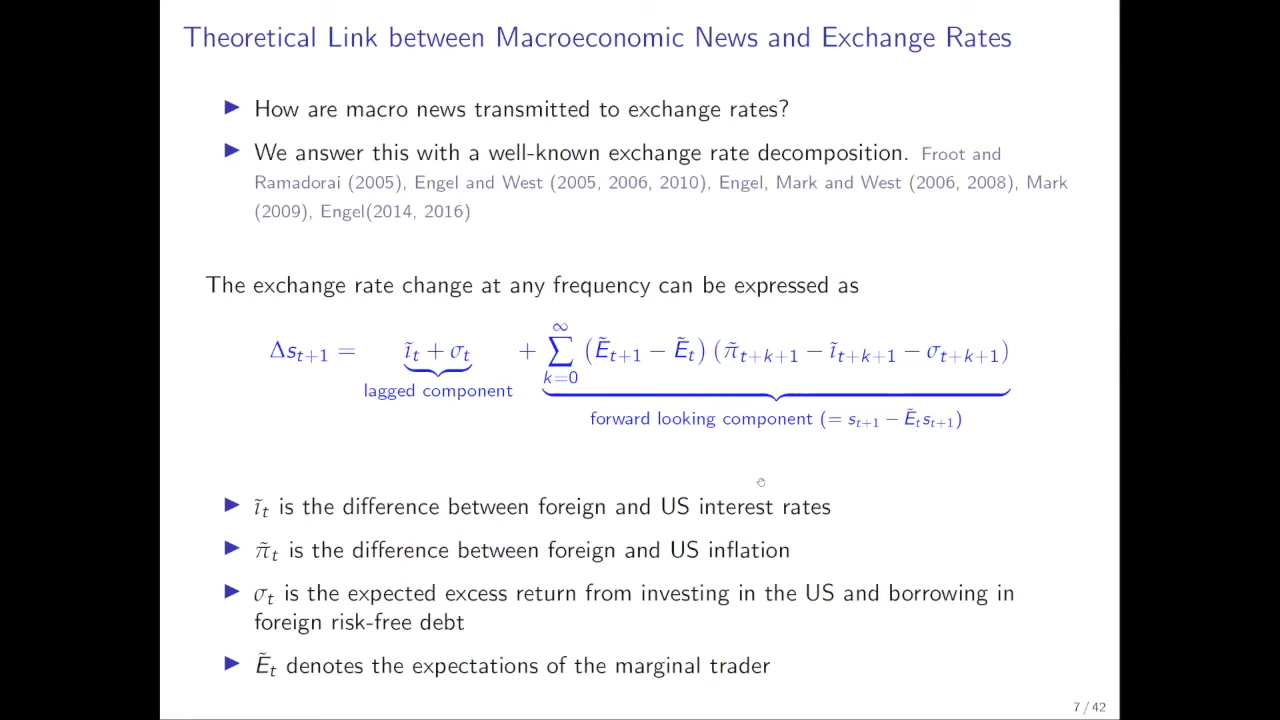 Theoretical Link between Macroeconomic News and Exchange Rates
▶ How are macro news transmitted to exchange rates?
▶ We answer this with a well-known exchange rate decomposition. Froot and
Ramadorai (2005), Engel and West (2005, 2006, 2010), Engel, Mark and West (2006, 2008), Mark
(2009), Engel(2014, 2016)
The exchange rate change at any frequency can be expressed as
Δs_{t+1} = ĩ_t + σ_t + ∑_{k=0}^{∞} (Ẽ_{t+1} − Ẽ_t) (π̃_{t+k+1} − ĩ_{t+k+1} − σ_{t+k+1})
lagged component
forward looking component (= s_{t+1} − Ẽ_t s_{t+1})
▶ ĩ_t is the difference between foreign and US interest rates
▶ π̃_t is the difference between foreign and US inflation
▶ σ_t is the expected excess return from investing in the US and borrowing in
foreign risk-free debt
▶ Ẽ_t denotes the expectations of the marginal trader
7 / 42